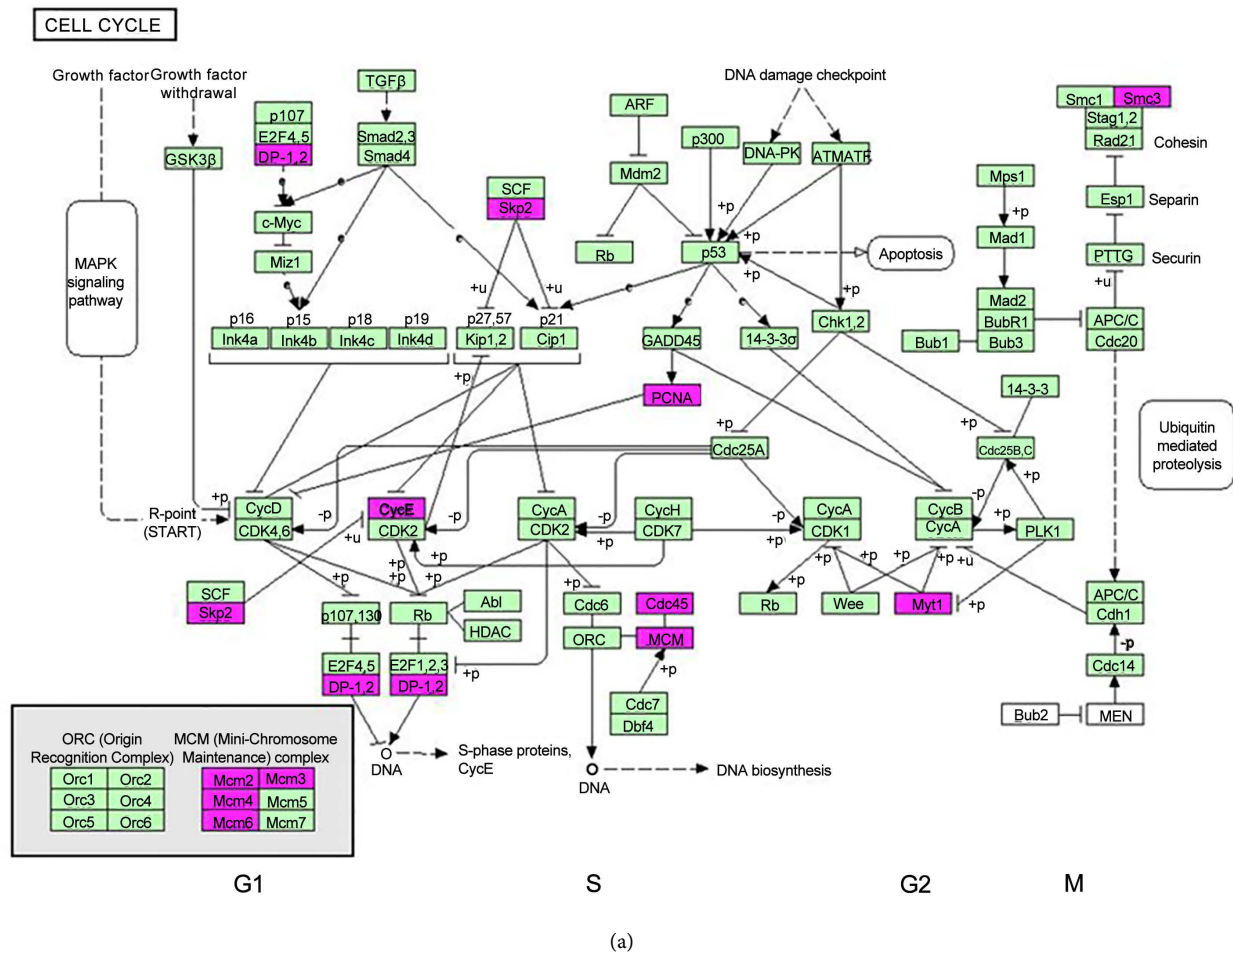 CELL CYCLE
Growth factor
Growth factor
withdrawal
TGFβ
DNA damage checkpoint
p107
E2F4,5
DP-1,2
Smad2,3
Smad4
GSK3β
ARF
p300
DNA-PK
ATMATR
Mdm2
Smc1
Smc3
Stag1,2
Rad21
Cohesin
Mps1
+p
Esp1
Separin
SCF
Skp2
c-Myc
Miz1
Rb
+p
+p
p53
+p
Apoptosis
Mad1
PTTG
Securin
+u
MAPK
signaling
pathway
+u
+u
+p
Mad2
BubR1
Bub3
Bub1
APC/C
Cdc20
p16
Ink4a
p15
Ink4b
p18
Ink4c
p19
Ink4d
p27,57
Kip1,2
p21
Cip1
GADD45
14-3-3σ
Chk1,2
+p
PCNA
14-3-3
+p
Cdc25A
+p
Cdc25B,C
Ubiquitin
mediated
proteolysis
R-point
(START)
+p
CycD
CDK4,6
-p
CycE
CDK2
+u
-p
CycA
CDK2
-p
+p
CycH
CDK7
-p
+p
CycA
CDK1
CycB
CycA
-p
+p
+p
PLK1
SCF
Skp2
+p
+p
+p
+p
+p
+p
+p
+p
+p
+p
+u
+p
p107,130
Rb
Abl
HDAC
Cdc6
ORC
Cdc45
MCM
+p
Rb
Wee
Myt1
APC/C
Cdh1
-p
Cdc14
E2F4,5
DP-1,2
E2F1,2,3
DP-1,2
+p
Cdc7
Dbf4
Bub2
MEN
DNA
S-phase proteins,
CycE
DNA
DNA biosynthesis
ORC (Origin
Recognition Complex)
Orc1
Orc2
Orc3
Orc4
Orc5
Orc6
MCM (Mini-Chromosome
Maintenance) complex
Mcm2
Mcm3
Mcm4
Mcm5
Mcm6
Mcm7
G1
S
G2
M
(a)